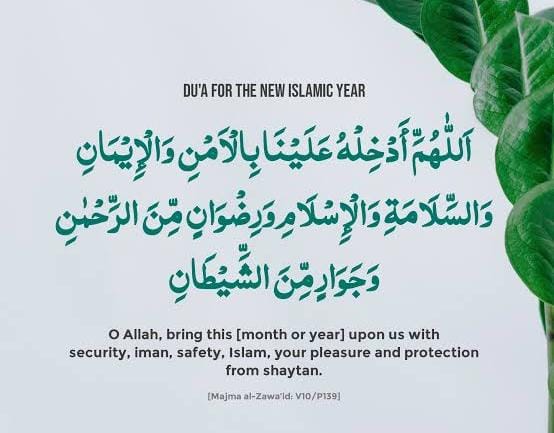 DU'A FOR THE NEW ISLAMIC YEAR
اَللّٰهُمَّ أَدْخِلْهُ عَلَيْنَا بِالْاَمْنِ وَالْإِيْمَانِ
وَالسَّلَامَةِ وَالْإِسْلَامِ وَرِضْوَانٍ مِّنَ الرَّحْمٰنِ
وَجَوَارٍ مِّنَ الشَّيْطَانِ
O Allah, bring this [month or year] upon us with
security, iman, safety, Islam, your pleasure and protection
from shaytan.
[Majma al-Zawa'id: V10/P139]